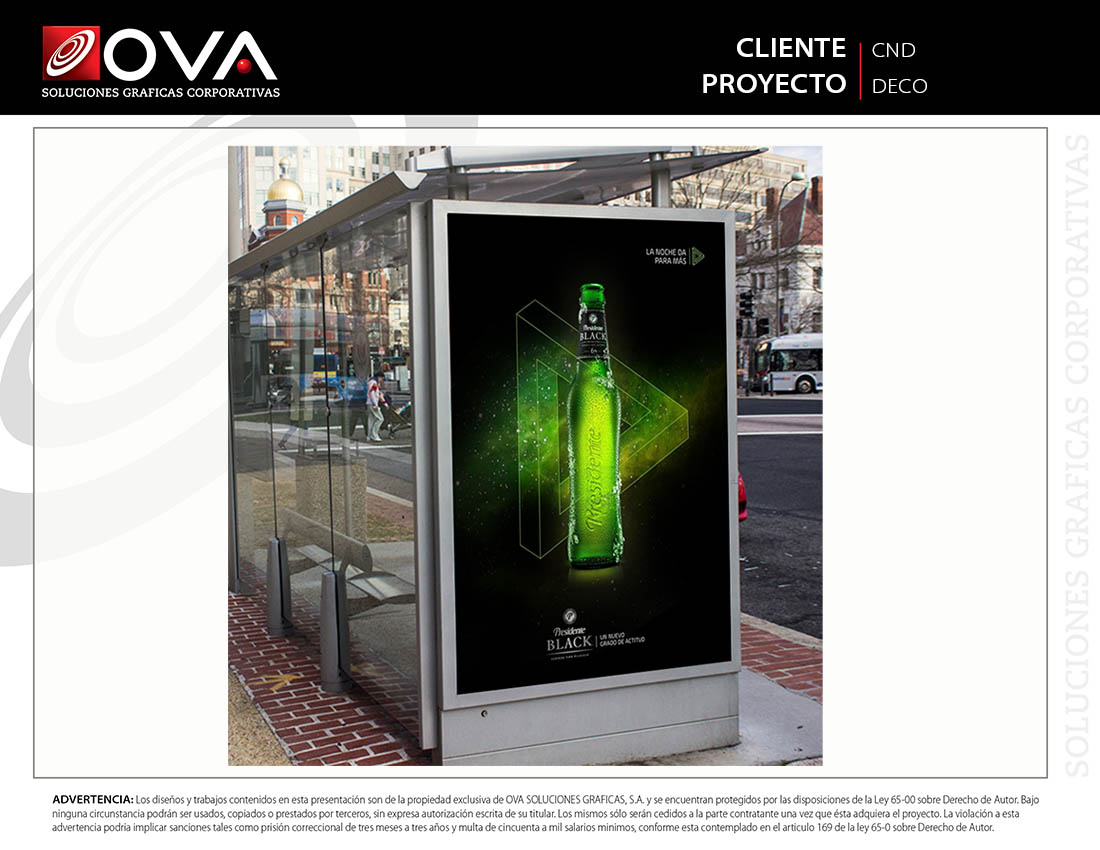 OVA
SOLUCIONES GRAFICAS CORPORATIVAS
CLIENTE CND
PROYECTO DECO
LA NOCHE DA
PARA MÁS
Presidente
BLACK
Presidente
Presidente
BLACK
UN NUEVO
GRADO DE ACTITUD
SOLUCIONES GRAFICAS CORPORATIVAS
ADVERTENCIA: Los diseños y trabajos contenidos en esta presentación son de la propiedad exclusiva de OVA SOLUCIONES GRAFICAS, S.A. y se encuentran protegidos por las disposiciones de la Ley 65-00 sobre Derecho de Autor. Bajo
ninguna circunstancia podrán ser usados, copiados o prestados por terceros, sin expresa autorización escrita de su titular. Los mismos sólo serán cedidos a la parte contratante una vez que ésta adquiera el proyecto. La violación a esta
advertencia podria implicar sanciones tales como prisión correccional de tres meses a tres años y multa de cincuenta a mil salarios minimos, conforme esta contemplado en el articulo 169 de la ley 65-0 sobre Derecho de Autor.